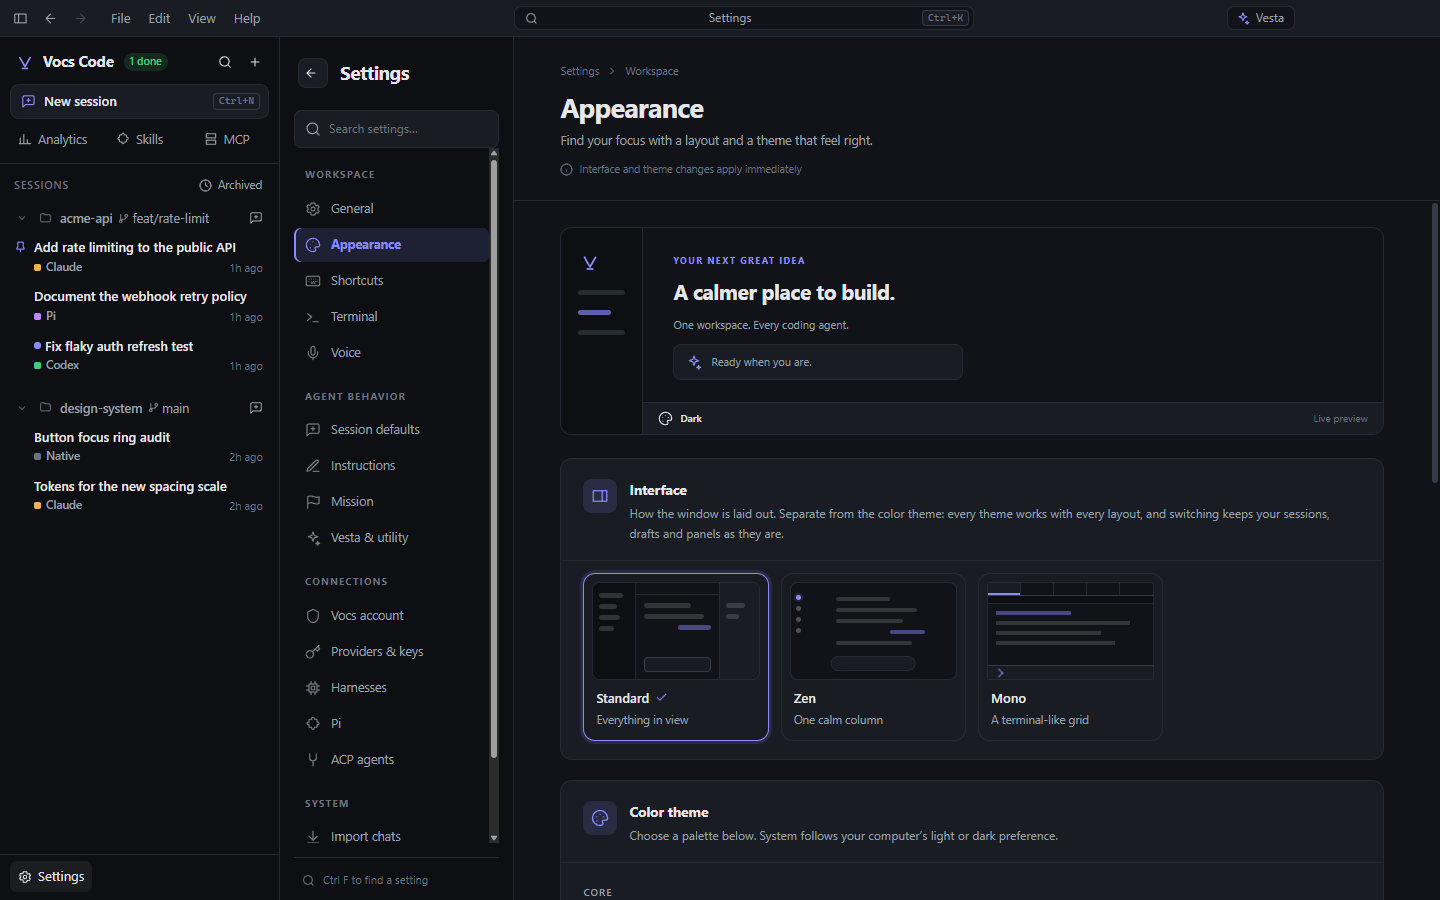 File Edit View Help
Settings
Ctrl+K
Vesta
Vocs Code
1 done
New session
Ctrl+N
Analytics
Skills
MCP
SESSIONS
Archived
acme-api
feat/rate-limit
Add rate limiting to the public API
Claude
1h ago
Document the webhook retry policy
Pi
1h ago
Fix flaky auth refresh test
Codex
1h ago
design-system
main
Button focus ring audit
Native
2h ago
Tokens for the new spacing scale
Claude
2h ago
Settings
Settings
Search settings...
WORKSPACE
General
Appearance
Shortcuts
Terminal
Voice
AGENT BEHAVIOR
Session defaults
Instructions
Mission
Vesta & utility
CONNECTIONS
Vocs account
Providers & keys
Harnesses
Pi
ACP agents
SYSTEM
Import chats
Ctrl F to find a setting
Settings > Workspace
Appearance
Find your focus with a layout and a theme that feel right.
Interface and theme changes apply immediately
YOUR NEXT GREAT IDEA
A calmer place to build.
One workspace. Every coding agent.
Ready when you are.
Dark
Live preview
Interface
How the window is laid out. Separate from the color theme: every theme works with every layout, and switching keeps your sessions,
drafts and panels as they are.
Standard
Everything in view
Zen
One calm column
Mono
A terminal-like grid
Color theme
Choose a palette below. System follows your computer's light or dark preference.
CORE